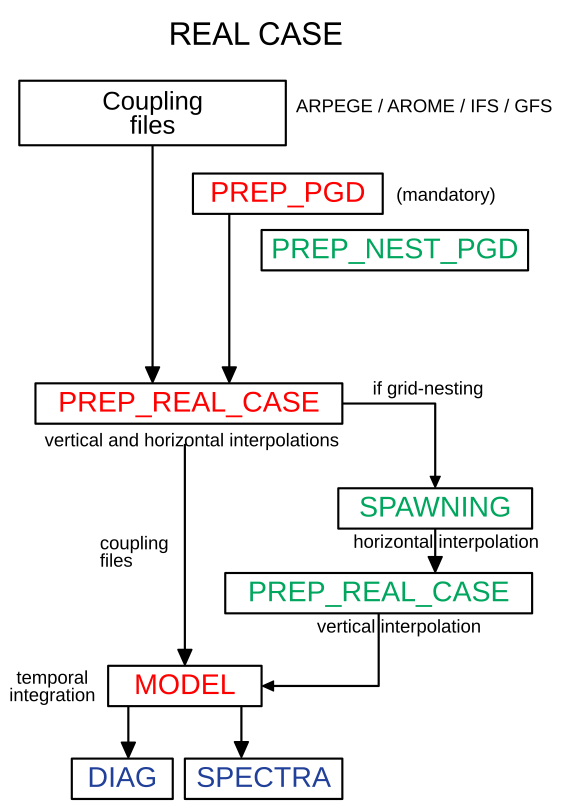 REAL CASE
Coupling
files
ARPEGE / AROME / IFS / GFS
PREP_PGD
(mandatory)
PREP_NEST_PGD
if grid-nesting
PREP_REAL_CASE
vertical and horizontal interpolations
SPAWNING
horizontal interpolation
coupling
files
PREP_REAL_CASE
vertical interpolation
temporal
integration
MODEL
DIAG
SPECTRA